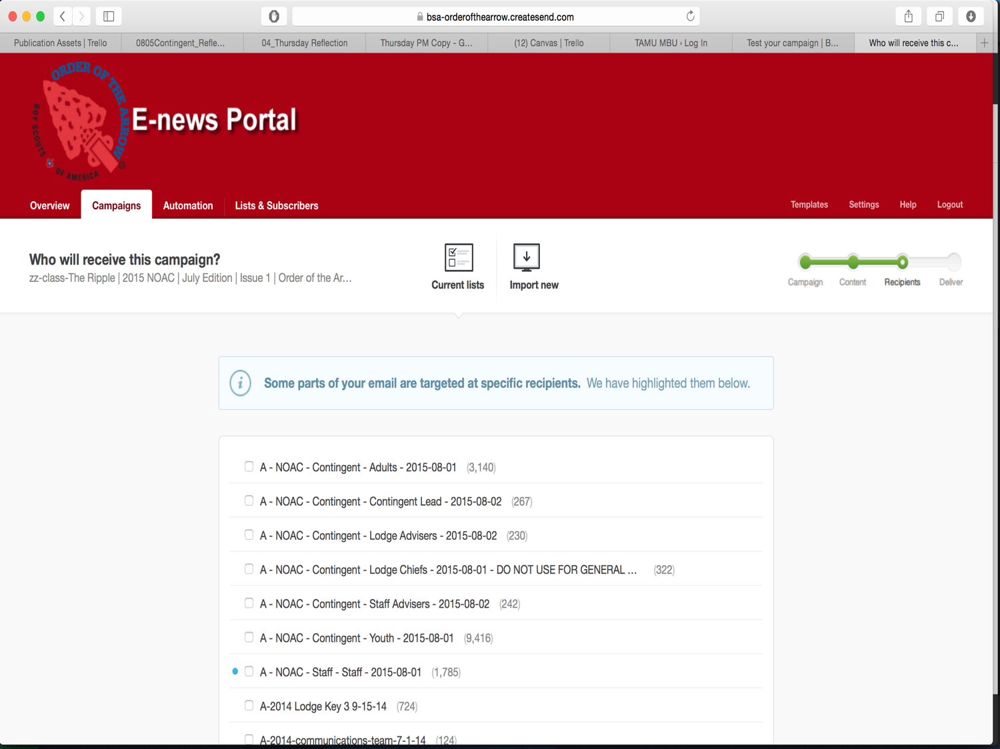 bsa-orderofthearrow.createsend.com
Publication Assets | Trello
0805Contingent_Refle...
04_Thursday Reflection
Thursday PM Copy - G...
(12) Canvas | Trello
TAMU MBU › Log In
Test your campaign | B...
Who will receive this c...
ORDER OF THE ARROW
BOY SCOUTS OF AMERICA
®
E-news Portal
Overview
Campaigns
Automation
Lists & Subscribers
Templates
Settings
Help
Logout
Who will receive this campaign?
zz-class-The Ripple | 2015 NOAC | July Edition | Issue 1 | Order of the Ar...
Current lists
Import new
Campaign
Content
Recipients
Deliver
Some parts of your email are targeted at specific recipients. We have highlighted them below.
A - NOAC - Contingent - Adults - 2015-08-01 (3,140)
A - NOAC - Contingent - Contingent Lead - 2015-08-02 (267)
A - NOAC - Contingent - Lodge Advisers - 2015-08-02 (230)
A - NOAC - Contingent - Lodge Chiefs - 2015-08-01 - DO NOT USE FOR GENERAL ... (322)
A - NOAC - Contingent - Staff Advisers - 2015-08-02 (242)
A - NOAC - Contingent - Youth - 2015-08-01 (9,416)
A - NOAC - Staff - Staff - 2015-08-01 (1,785)
A-2014 Lodge Key 3 9-15-14 (724)
A-2014-communications-team-7-1-14 (124)